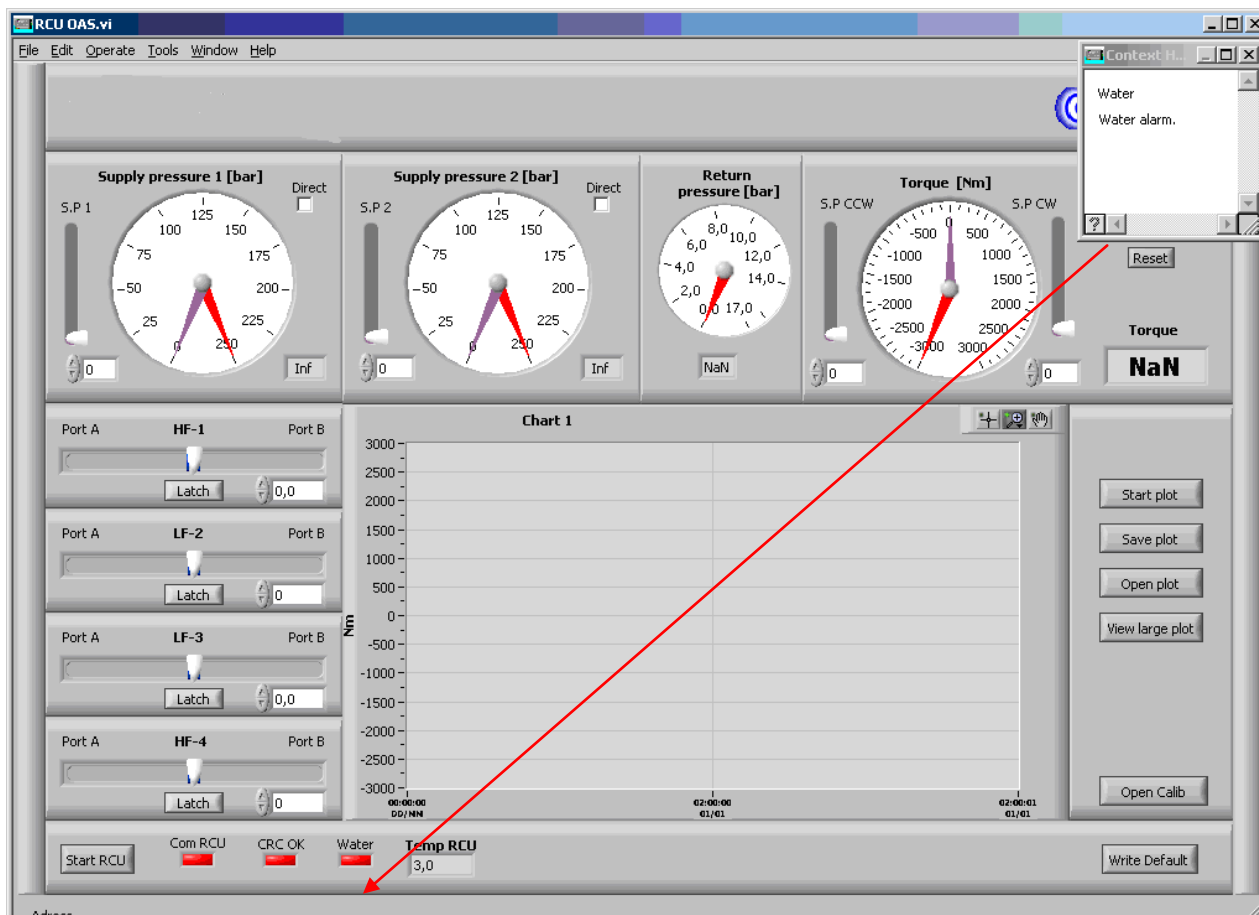 RCU OAS.vi
File Edit Operate Tools Window Help
Context H...
Water
Water alarm.
?
Supply pressure 1 [bar]
Direct
S.P 1
0 25 50 75 100 125 150 175 200 225 250
0
Inf
Supply pressure 2 [bar]
Direct
S.P 2
0 25 50 75 100 125 150 175 200 225 250
0
Inf
Return
pressure [bar]
0,0 2,0 4,0 6,0 8,0 10,0 12,0 14,0 17,0
NaN
Torque [Nm]
S.P CCW
S.P CW
-3000 -2500 -2000 -1500 -1000 -500 0 500 1000 1500 2000 2500 3000
0
0
Reset
Torque
NaN
Port A HF-1 Port B
Latch 0,0
Port A LF-2 Port B
Latch 0
Port A LF-3 Port B
Latch 0,0
Port A HF-4 Port B
Latch 0
Chart 1
Nm
3000
2500
2000
1500
1000
500
0
-500
-1000
-1500
-2000
-2500
-3000
00:00:00 02:00:00 02:00:01
DD/MM 01/01 01/01
Start plot
Save plot
Open plot
View large plot
Open Calib
Start RCU
Com RCU CRC OK Water Temp RCU
3,0
Write Default